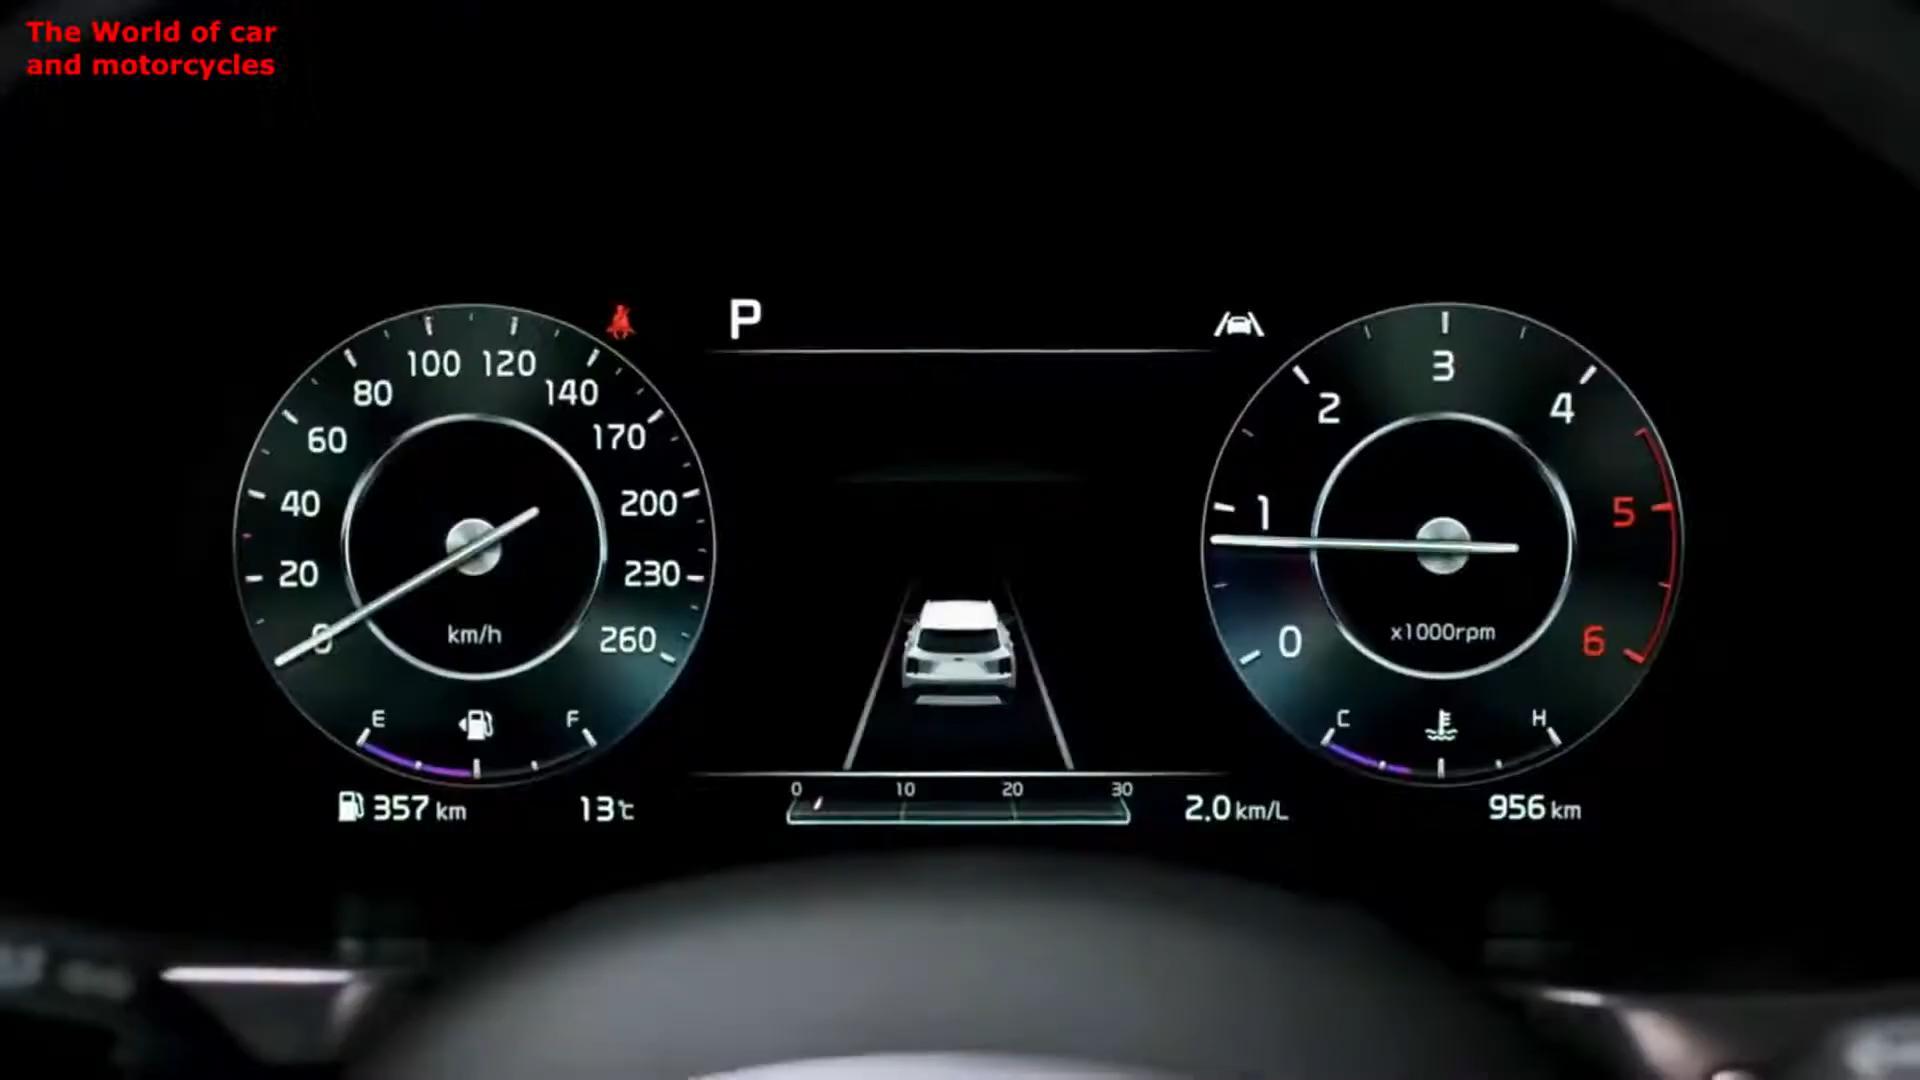 The World of car
and motorcycles
P
100 120
80 140
60 170
40 200
20 230
0 260
km/h
E F
357 km 13℃
0 10 20 30
2.0 km/L
3
2 4
1 5
0 6
x1000rpm
C H
956 km